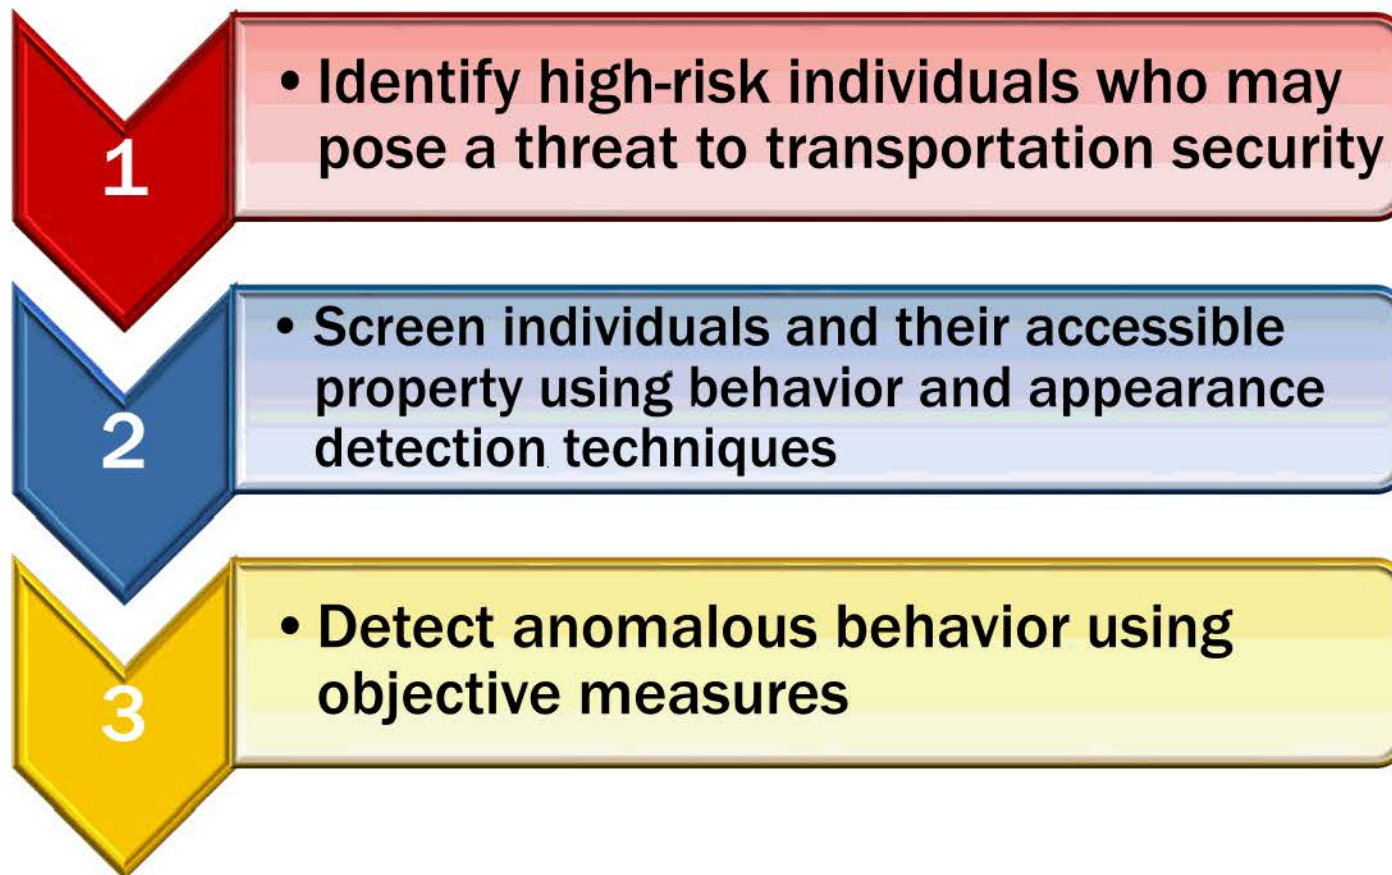 1
• Identify high-risk individuals who may
pose a threat to transportation security
2
• Screen individuals and their accessible
property using behavior and appearance
detection techniques
3
• Detect anomalous behavior using
objective measures